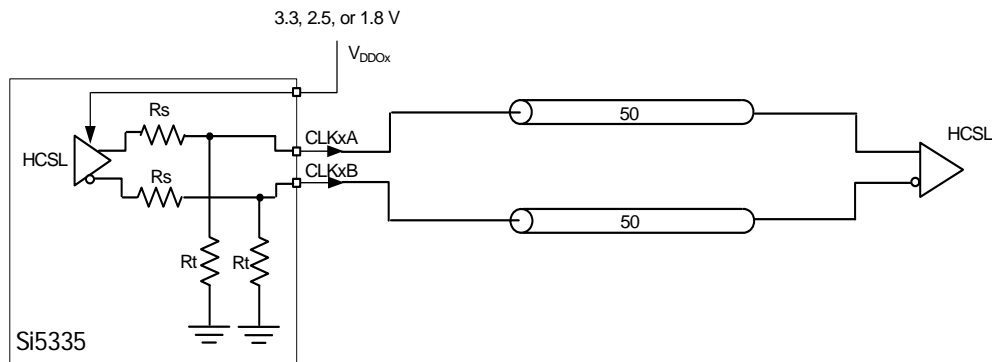 3.3, 2.5, or 1.8 V
VDDOx
Rs
CLKxA
50
HCSL
HCSL
Rs
CLKxB
50
Rt
Rt
Si5335